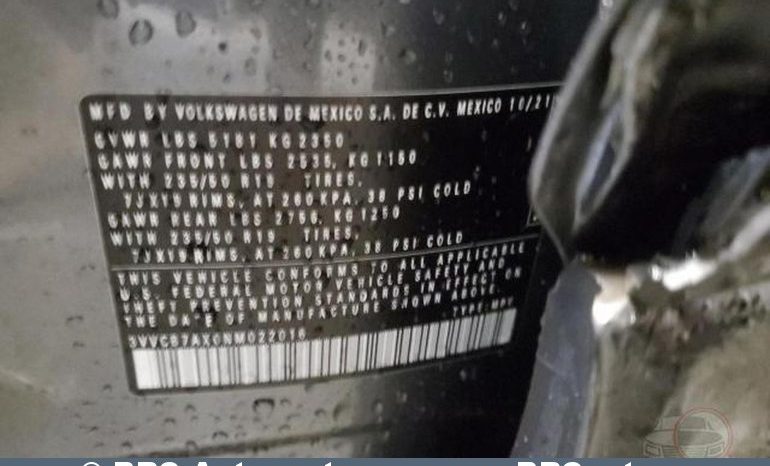 MFD BY VOLKSWAGEN DE MEXICO S.A. DE C.V. MEXICO 10/21
GVWR LBS 5181 KG 2350
GAWR FRONT LBS 2535, KG 1150
WITH 235/50 R19 TIRES,
7JX19 RIMS, AT 260 KPA, 38 PSI COLD
GAWR REAR LBS 2756, KG 1250
WITH 235/50 R19 TIRES,
7JX19 RIMS, AT 260 KPA, 38 PSI COLD
THIS VEHICLE CONFORMS TO ALL APPLICABLE
U.S. FEDERAL MOTOR VEHICLE SAFETY AND
THEFT PREVENTION STANDARDS IN EFFECT ON
THE DATE OF MANUFACTURE SHOWN ABOVE.
TYPE: MPV
3VVCB7AX0NM022016